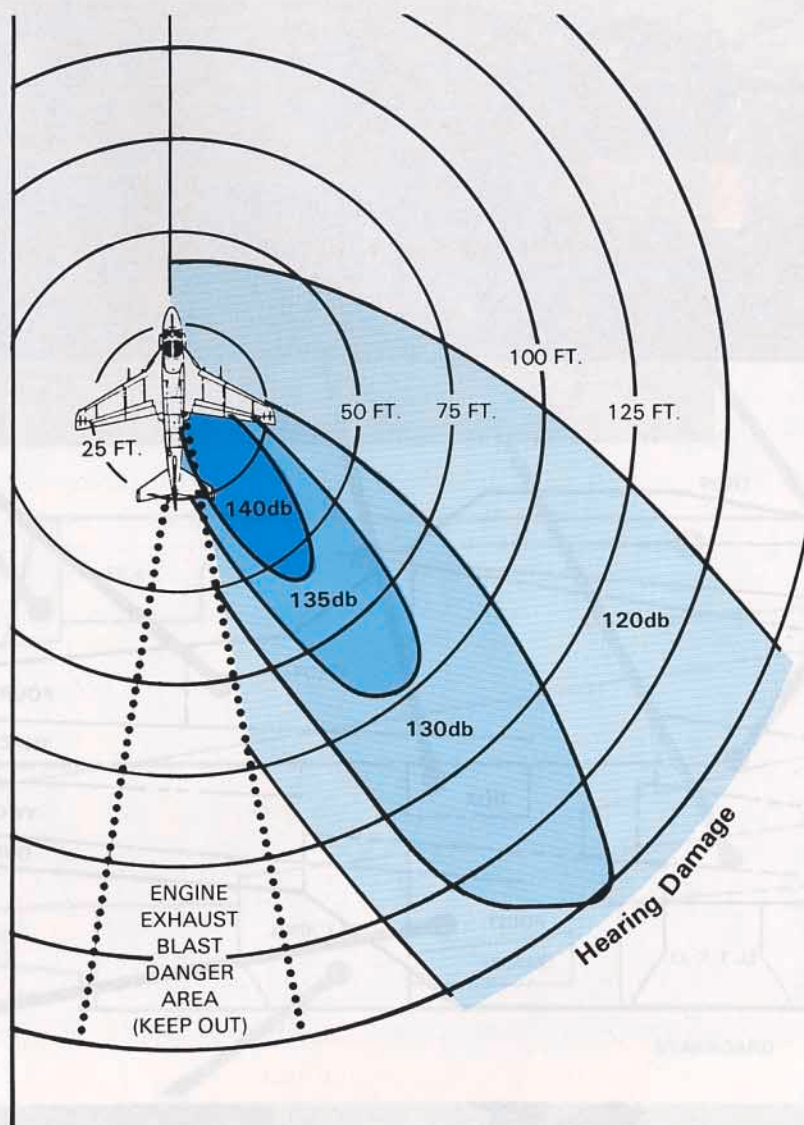 100 FT.
50 FT.
75 FT.
125 FT.
25 FT.
140db
135db
120db
130db
ENGINE
EXHAUST
BLAST
DANGER
AREA
(KEEP OUT)
Hearing Damage